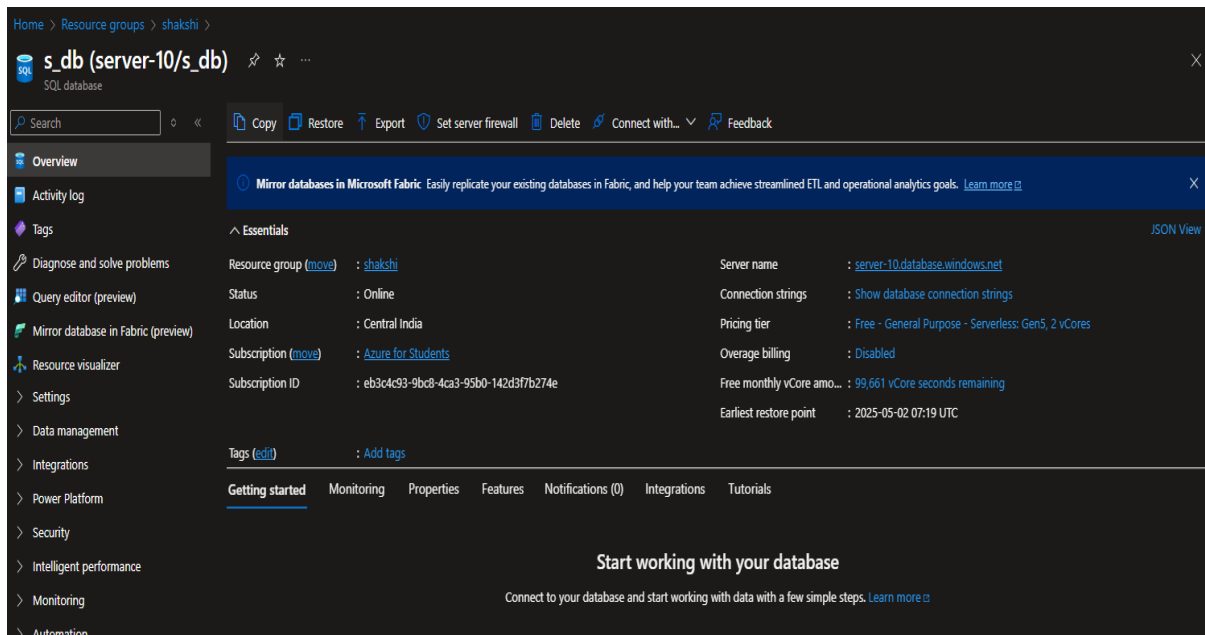 Home > Resource groups > shakshi >
s_db (server-10/s_db)
SQL database
Search
Copy Restore Export Set server firewall Delete Connect with... Feedback
Overview
Activity log
Tags
Diagnose and solve problems
Query editor (preview)
Mirror database in Fabric (preview)
Resource visualizer
Settings
Data management
Integrations
Power Platform
Security
Intelligent performance
Monitoring
Automation
Mirror databases in Microsoft Fabric Easily replicate your existing databases in Fabric, and help your team achieve streamlined ETL and operational analytics goals. Learn more
Essentials
JSON View
Resource group (move) : shakshi
Status : Online
Location : Central India
Subscription (move) : Azure for Students
Subscription ID : eb3c4c93-9bc8-4ca3-95b0-142d3f7b274e
Server name : server-10.database.windows.net
Connection strings : Show database connection strings
Pricing tier : Free - General Purpose - Serverless: Gen5, 2 vCores
Overage billing : Disabled
Free monthly vCore amo... : 99,661 vCore seconds remaining
Earliest restore point : 2025-05-02 07:19 UTC
Tags (edit) : Add tags
Getting started Monitoring Properties Features Notifications (0) Integrations Tutorials
Start working with your database
Connect to your database and start working with data with a few simple steps. Learn more